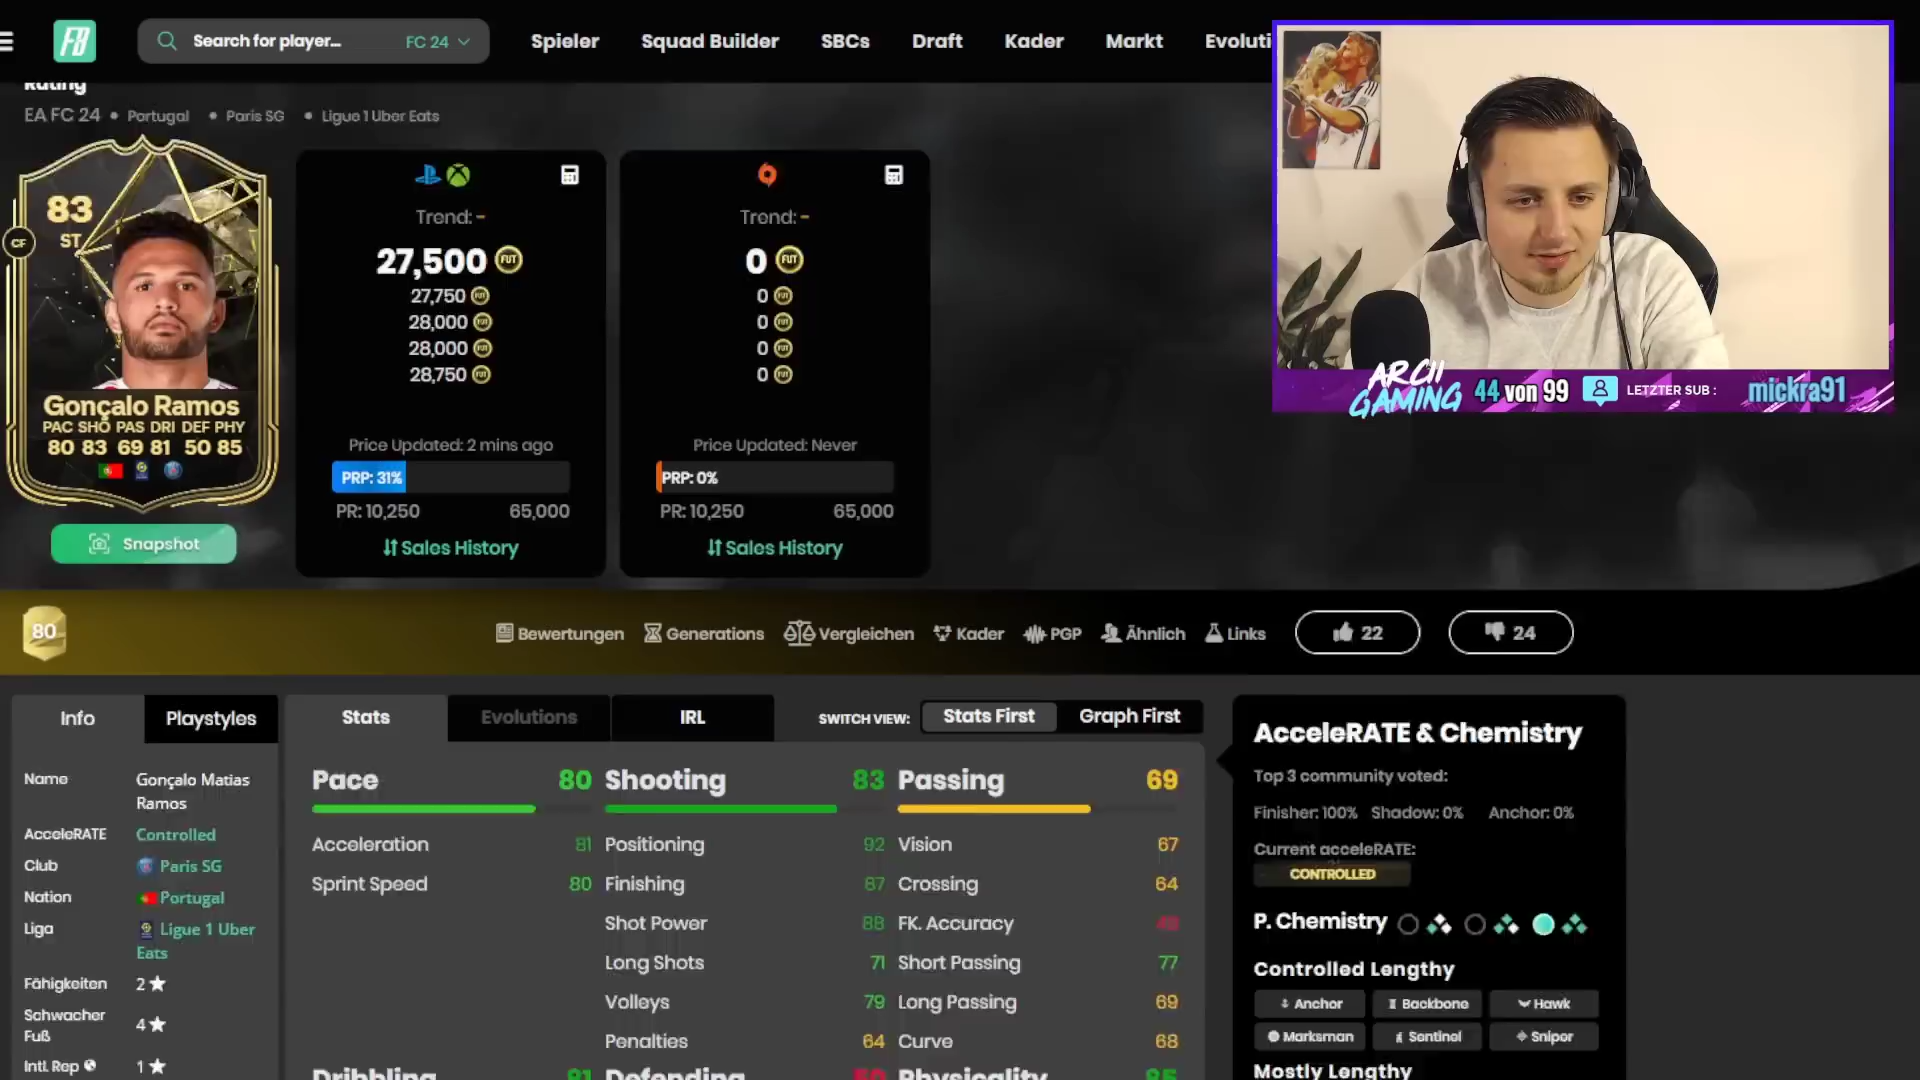 FB
Search for player...
FC 24
Spieler
Squad Builder
SBCs
Draft
Kader
Markt
Evoluti
Rating
EA FC 24 • Portugal • Paris SG • Ligue 1 Uber Eats
83
ST
CF
Gonçalo Ramos
PAC SHO PAS DRI DEF PHY
80 83 69 81 50 85
Snapshot
Trend: -
27,500
27,750
28,000
28,000
28,750
Price Updated: 2 mins ago
PRP: 31%
PR: 10,250
65,000
Sales History
Trend: -
0
0
0
0
0
Price Updated: Never
PRP: 0%
PR: 10,250
65,000
Sales History
ARCII
GAMING
44 von 99
LETZTER SUB :
mickra91
80
Bewertungen
Generations
Vergleichen
Kader
PGP
Ähnlich
Links
22
24
Info
Playstyles
Name
Gonçalo Matias
Ramos
AcceleRATE
Controlled
Club
Paris SG
Nation
Portugal
Liga
Ligue 1 Uber
Eats
Fähigkeiten
2 ★
Schwacher
Fuß
4 ★
Intl. Rep
1 ★
Stats
Evolutions
IRL
SWITCH VIEW:
Stats First
Graph First
Pace 80
Acceleration 81
Sprint Speed 80
Shooting 83
Positioning 92
Finishing 87
Shot Power 88
Long Shots 71
Volleys 79
Penalties 64
Passing 69
Vision 67
Crossing 64
FK. Accuracy
Short Passing 77
Long Passing 69
Curve 68
Dribbling 81
Defending 50
Physicality 85
AcceleRATE & Chemistry
Top 3 community voted:
Finisher: 100% Shadow: 0% Anchor: 0%
Current acceleRATE:
CONTROLLED
P. Chemistry
Controlled Lengthy
Anchor
Backbone
Hawk
Marksman
Sentinel
Sniper
Mostly Lengthy